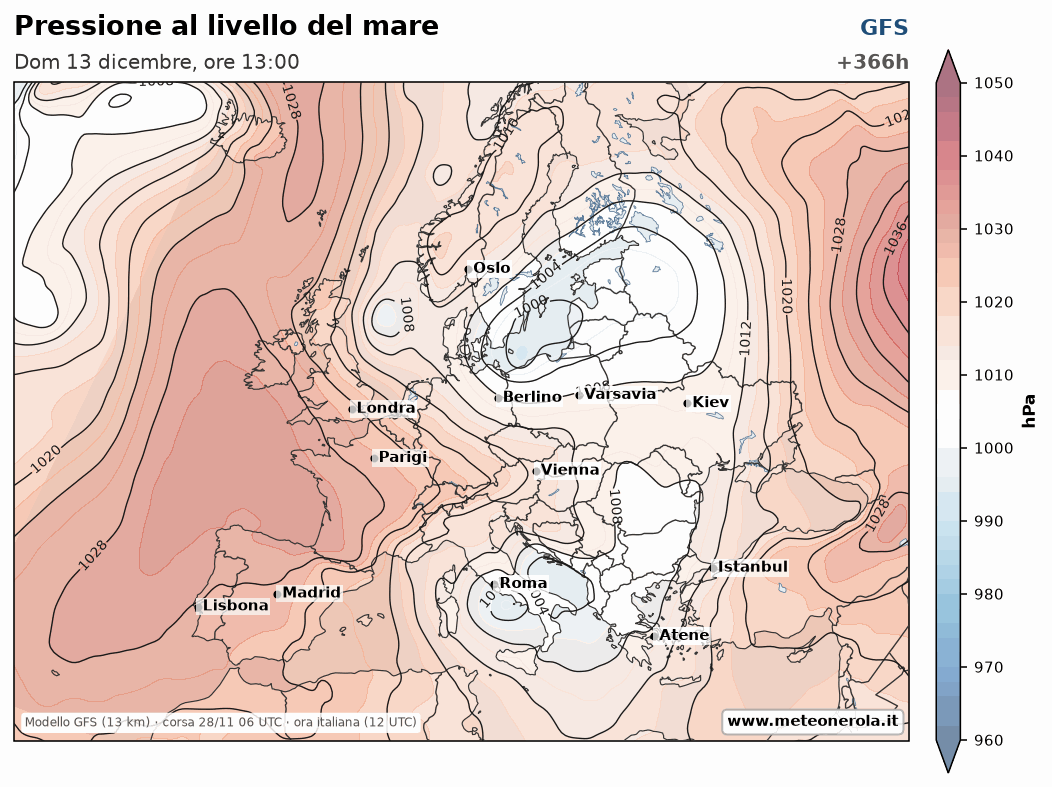 Pressione al livello del mare
GFS
Dom 13 dicembre, ore 13:00
+366h
1028
1016
1028
1036
1008
1004
1000
1020
1012
Oslo
Londra
Berlino
Varsavia
Kiev
1020
Parigi
Vienna
1008
1028
1028
Istanbul
Roma
1004
Madrid
Lisbona
Atene
Modello GFS (13 km) · corsa 28/11 06 UTC · ora italiana (12 UTC)
www.meteonerola.it
1050
1040
1030
1020
1010
1000
990
980
970
960
hPa